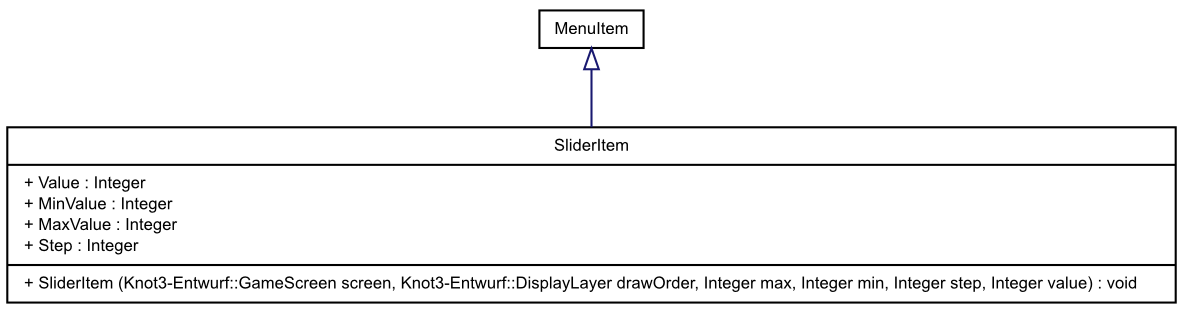 MenuItem
SliderItem
+ Value : Integer
+ MinValue : Integer
+ MaxValue : Integer
+ Step : Integer
+ SliderItem (Knot3-Entwurf::GameScreen screen, Knot3-Entwurf::DisplayLayer drawOrder, Integer max, Integer min, Integer step, Integer value) : void